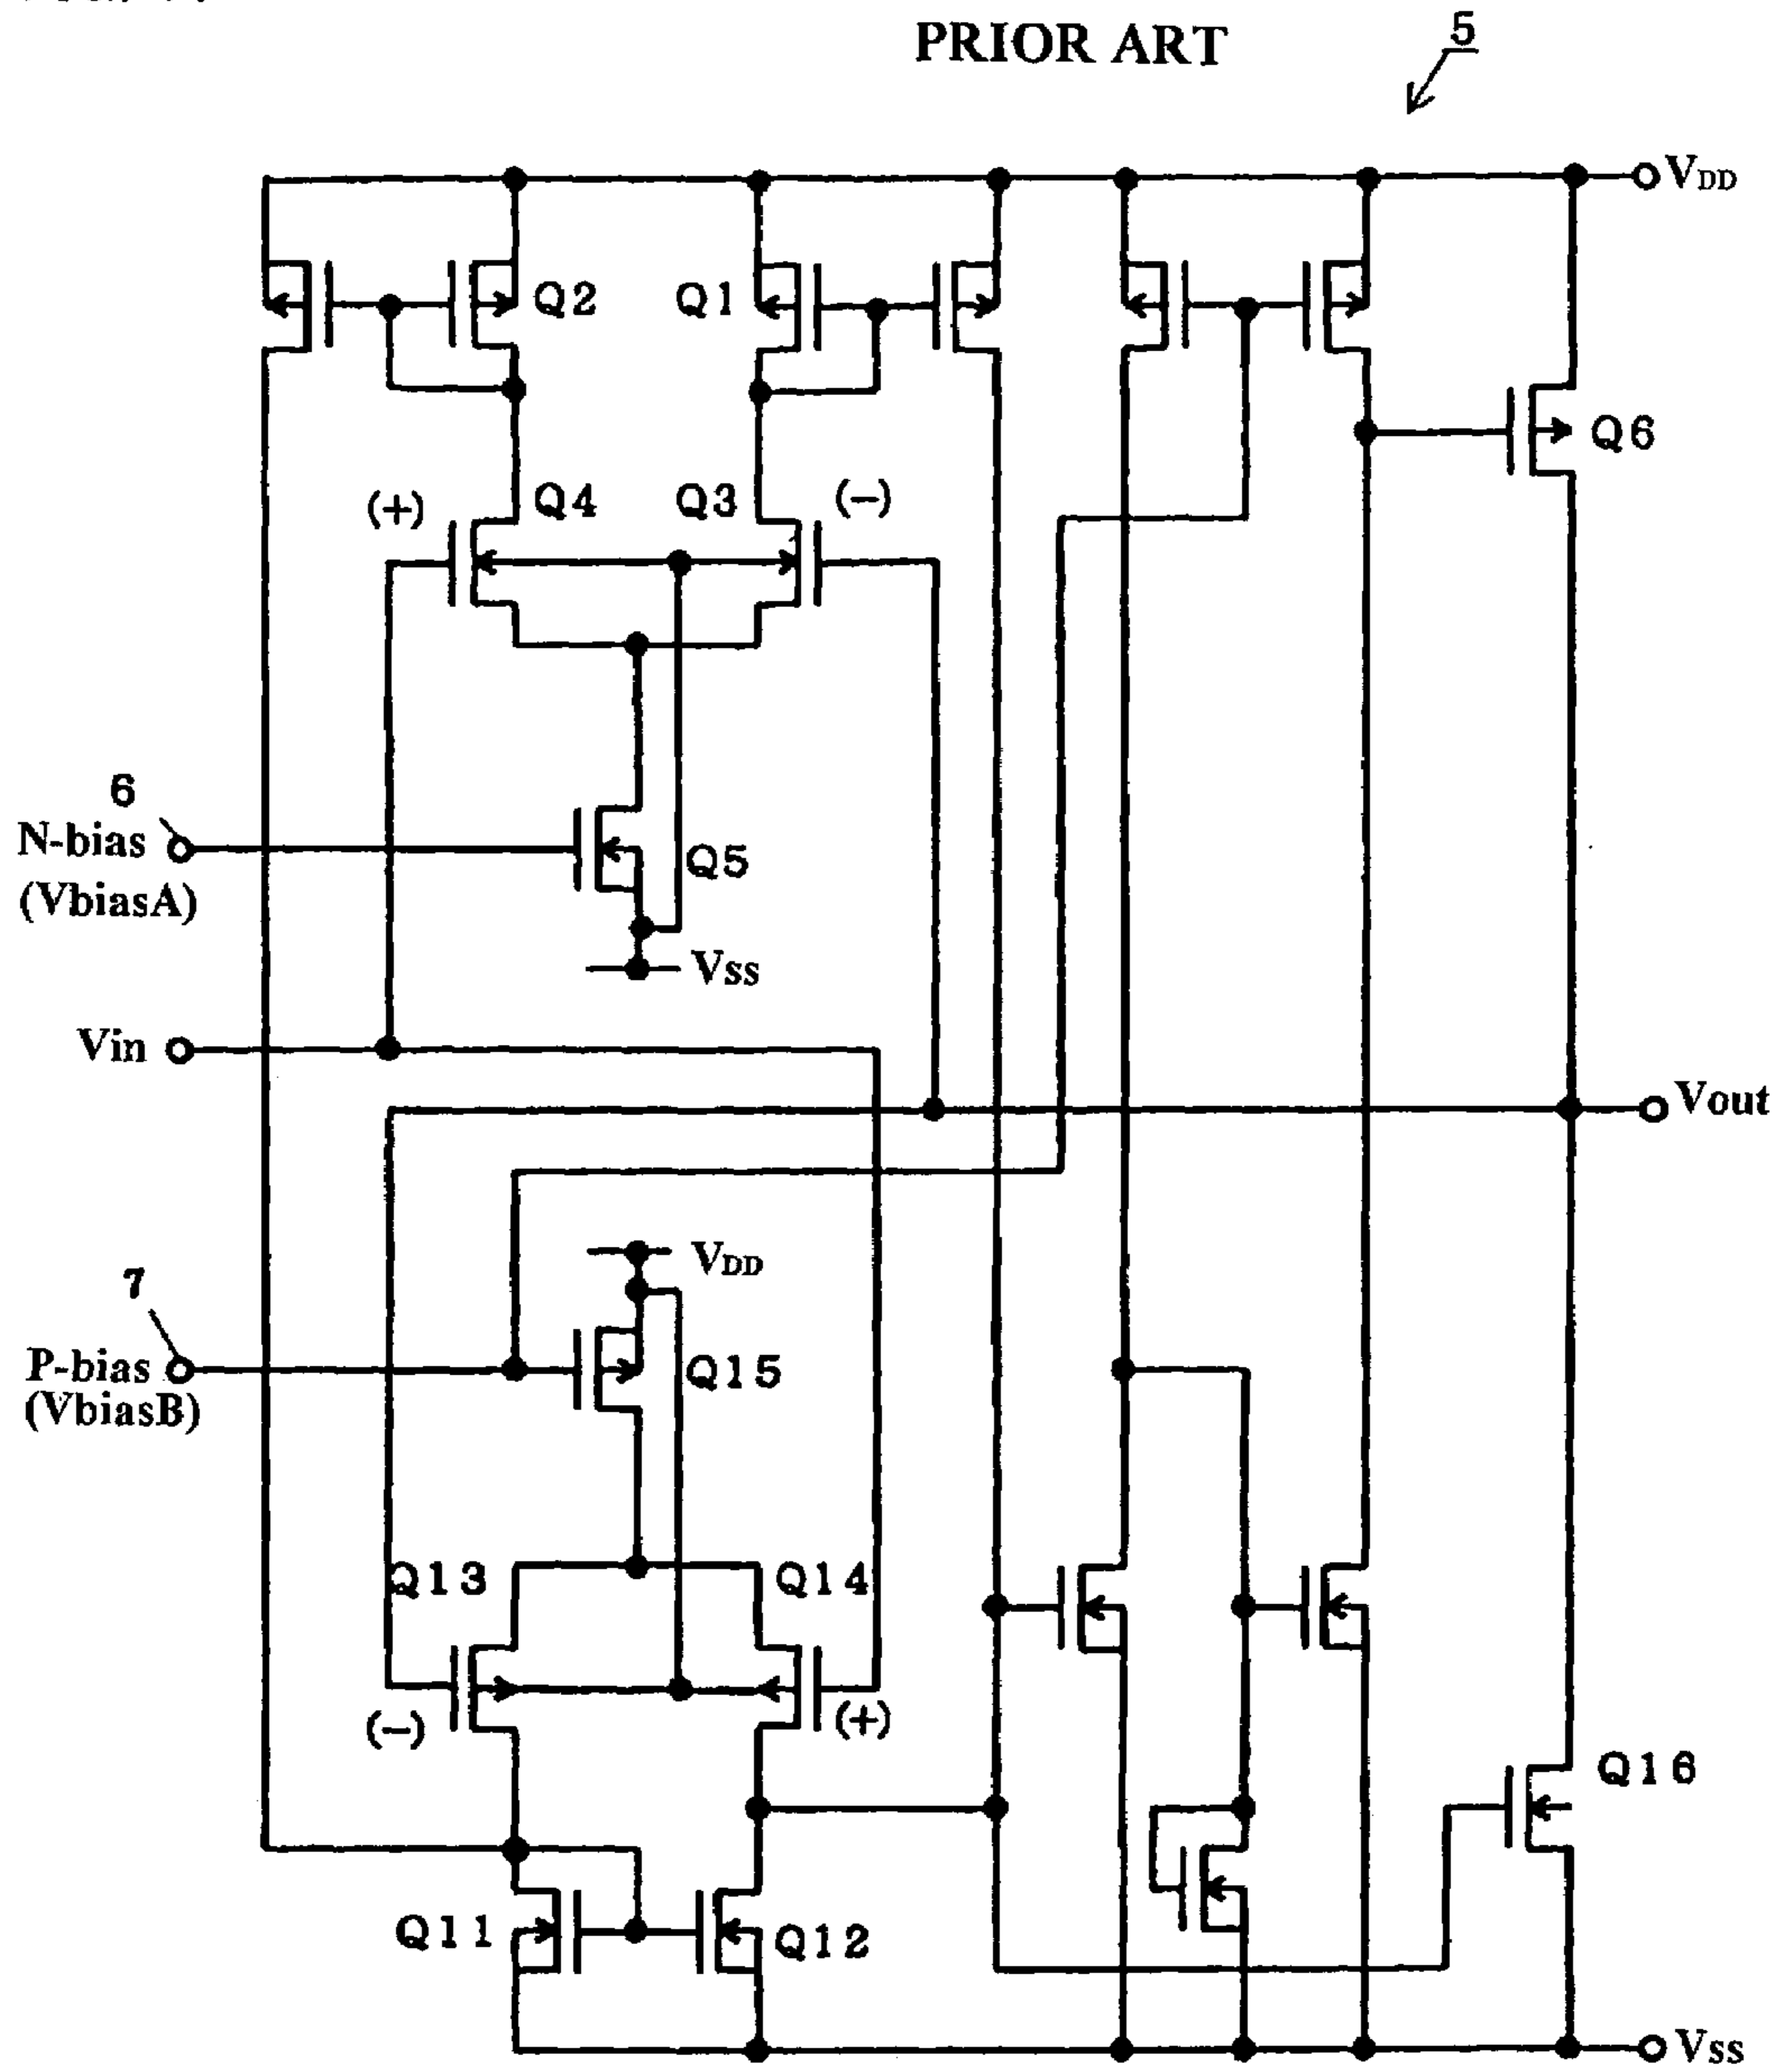 PRIOR ART
5
VDD
Q2
Q1
Q6
(+)
Q4
Q3
(-)
6
N-bias
(VbiasA)
Q5
Vss
Vin
Vout
VDD
7
P-bias
(VbiasB)
Q15
Q13
Q14
(-)
(+)
Q16
Q11
Q12
Vss